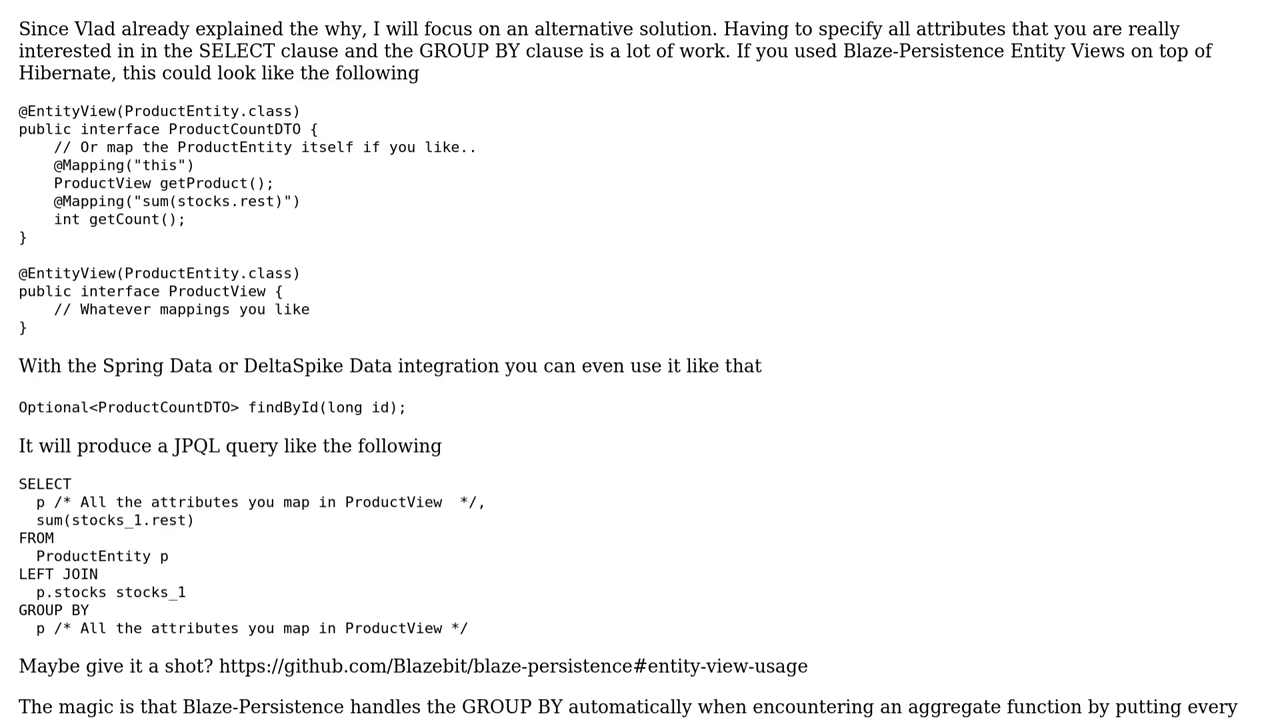 Since Vlad already explained the why, I will focus on an alternative solution. Having to specify all attributes that you are really
interested in in the SELECT clause and the GROUP BY clause is a lot of work. If you used Blaze-Persistence Entity Views on top of
Hibernate, this could look like the following
@EntityView(ProductEntity.class)
public interface ProductCountDTO {
    // Or map the ProductEntity itself if you like..
    @Mapping("this")
    ProductView getProduct();
    @Mapping("sum(stocks.rest)")
    int getCount();
}
@EntityView(ProductEntity.class)
public interface ProductView {
    // Whatever mappings you like
}
With the Spring Data or DeltaSpike Data integration you can even use it like that
Optional<ProductCountDTO> findById(long id);
It will produce a JPQL query like the following
SELECT
  p /* All the attributes you map in ProductView  */,
  sum(stocks_1.rest)
FROM
  ProductEntity p
LEFT JOIN
  p.stocks stocks_1
GROUP BY
  p /* All the attributes you map in ProductView */
Maybe give it a shot? https://github.com/Blazebit/blaze-persistence#entity-view-usage
The magic is that Blaze-Persistence handles the GROUP BY automatically when encountering an aggregate function by putting every